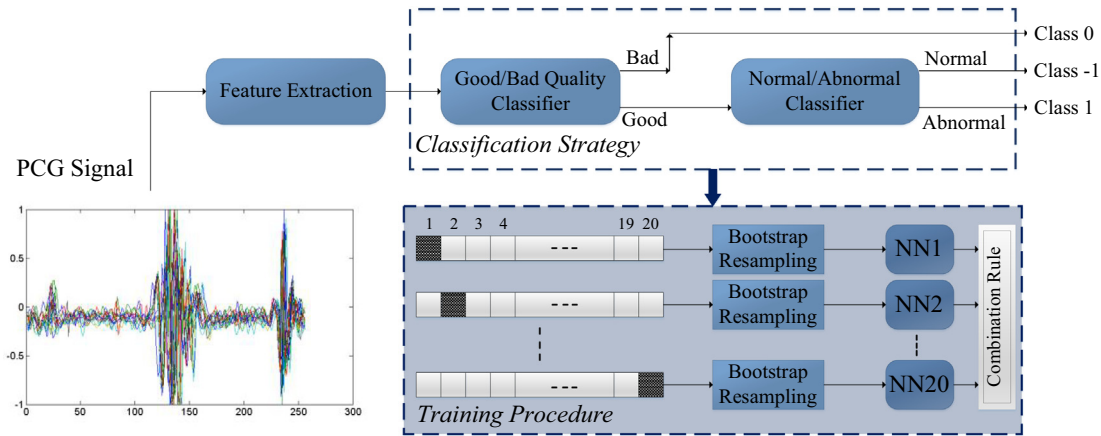 Class 0
Bad
Normal
Feature Extraction
Good/Bad Quality
Classifier
Normal/Abnormal
Classifier
Class -1
Good
Abnormal
Class 1
Classification Strategy
PCG Signal
1
0.5
0
-0.5
-1
0 50 100 150 200 250 300
1 2 3 4 19 20
---
Bootstrap
Resampling
NN1
---
Bootstrap
Resampling
NN2
---
Bootstrap
Resampling
NN20
Combination Rule
Training Procedure